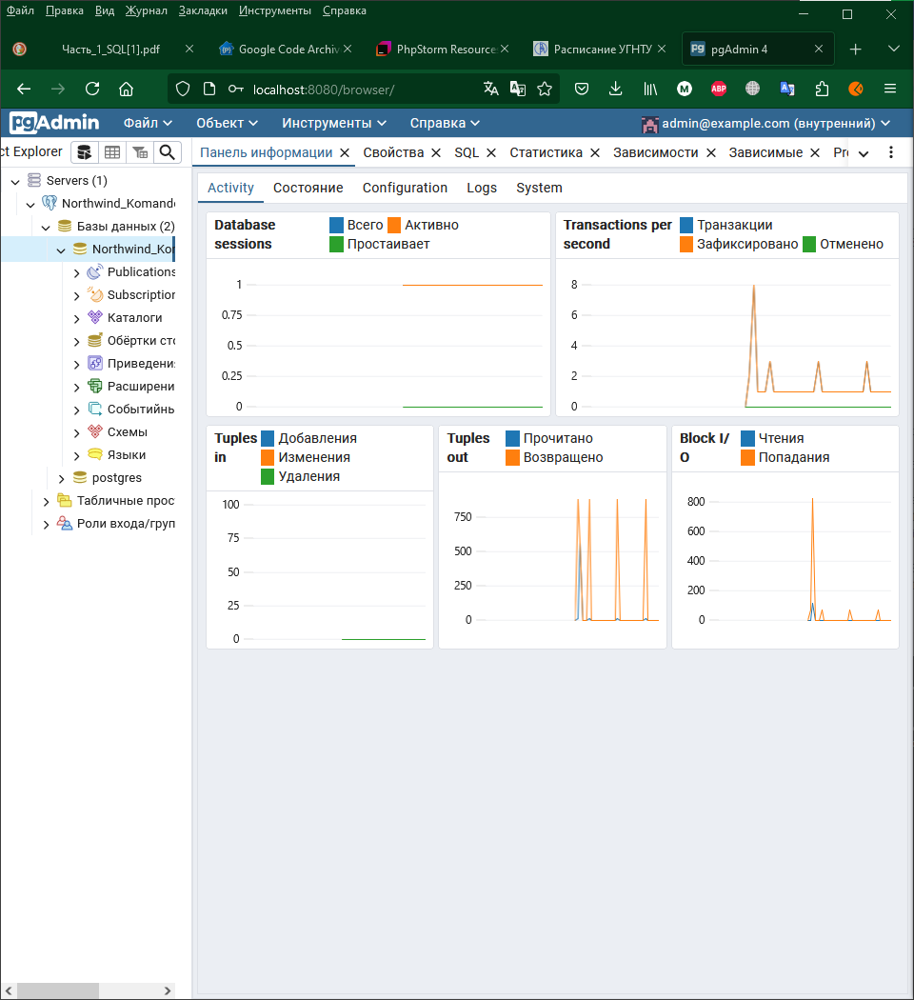 Файл Правка Вид Журнал Закладки Инструменты Справка
Часть_1_SQL[1].pdf Google Code Archiv PhpStorm Resource Расписание УГНТУ pgAdmin 4
localhost:8080/browser/
M ABP
pgAdmin Файл Объект Инструменты Справка admin@example.com (внутренний)
ct Explorer Панель информации Свойства SQL Статистика Зависимости Зависимые Pr
Servers (1)
Northwind_Komand
Базы данных (2)
Northwind_Kor
Publications
Subscription
Каталоги
Обёртки сто
Приведения
Расширени
Событийнь
Схемы
Языки
postgres
Табличные прос
Роли входа/груп
Activity Состояние Configuration Logs System
Database sessions
Всего Активно
Простаивает
1
0.75
0.5
0.25
0
Transactions per second
Транзакции
Зафиксировано Отменено
8
6
4
2
0
Tuples in
Добавления
Изменения
Удаления
100
75
50
25
0
Tuples out
Прочитано
Возвращено
750
500
250
0
Block I/O
Чтения
Попадания
800
600
400
200
0